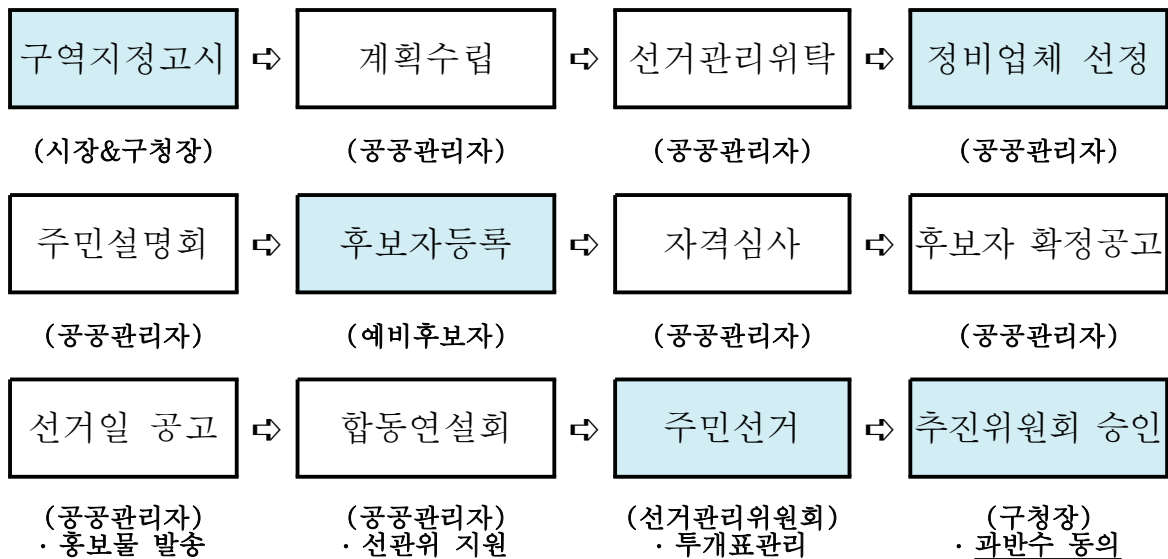 구역지정고시 ➪ 계획수립 ➪ 선거관리위탁 ➪ 정비업체 선정
(시장&구청장) (공공관리자) (공공관리자) (공공관리자)
주민설명회 ➪ 후보자등록 ➪ 자격심사 ➪ 후보자 확정공고
(공공관리자) (예비후보자) (공공관리자) (공공관리자)
선거일 공고 ➪ 합동연설회 ➪ 주민선거 ➪ 추진위원회 승인
(공공관리자) (공공관리자) (선거관리위원회) (구청장)
· 홍보물 발송 · 선관위 지원 · 투개표관리 · 과반수 동의